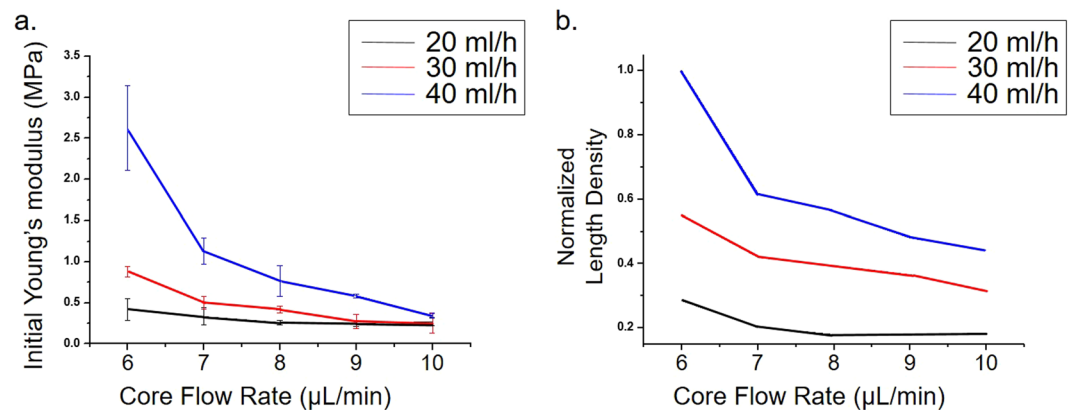 a.
20 ml/h
30 ml/h
40 ml/h
Initial Young's modulus (MPa)
3.5
3.0
2.5
2.0
1.5
1.0
0.5
0.0
6 7 8 9 10
Core Flow Rate (µL/min)
b.
20 ml/h
30 ml/h
40 ml/h
Normalized
Length Density
1.0
0.8
0.6
0.4
0.2
6 7 8 9 10
Core Flow Rate (µL/min)